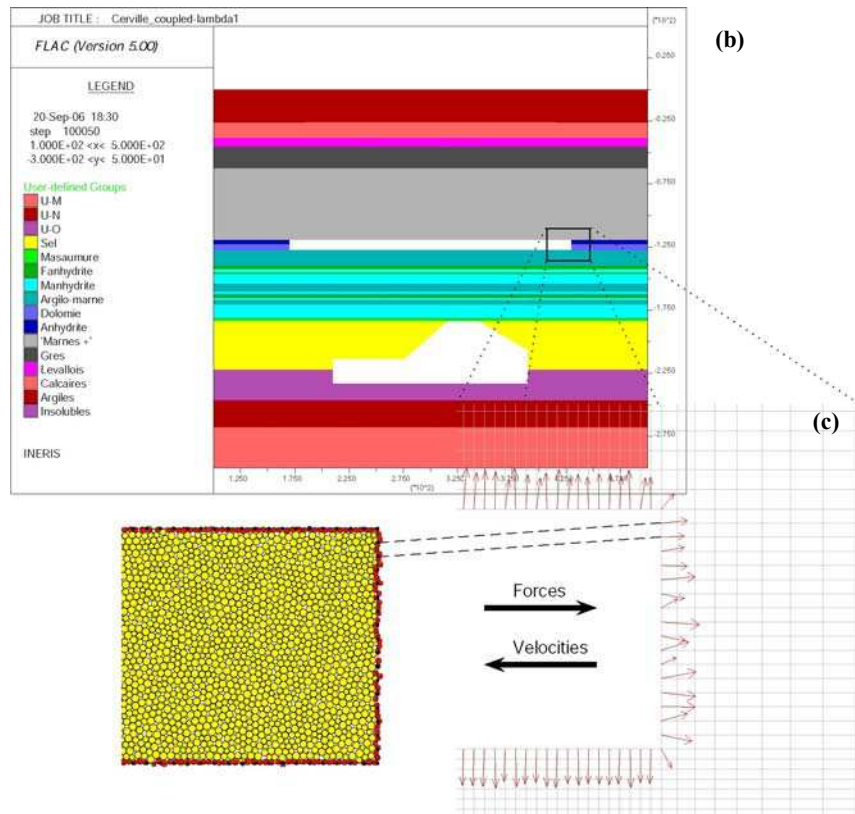 JOB TITLE : Cerville_coupled-lambda1
(*10^2)
FLAC (Version 5.00)
(b)
-0.250
LEGEND
20-Sep-06 18:30
step 100050
1.000E+02 <x< 5.000E+02
-3.000E+02 <y< 5.000E+01
-0.250
-0.750
User-defined Groups
U-M
U-N
U-O
Sel
Masaumure
Fanhydrite
Manhydrite
Argilo-marne
Dolomie
Anhydrite
'Marnes +'
Gres
Levallois
Calcaires
Argiles
Insolubles
-1.250
-1.750
-2.250
-2.750
(c)
INERIS
1.250 1.750 2.250 2.750 3.250
(*10^2)
Forces
Velocities